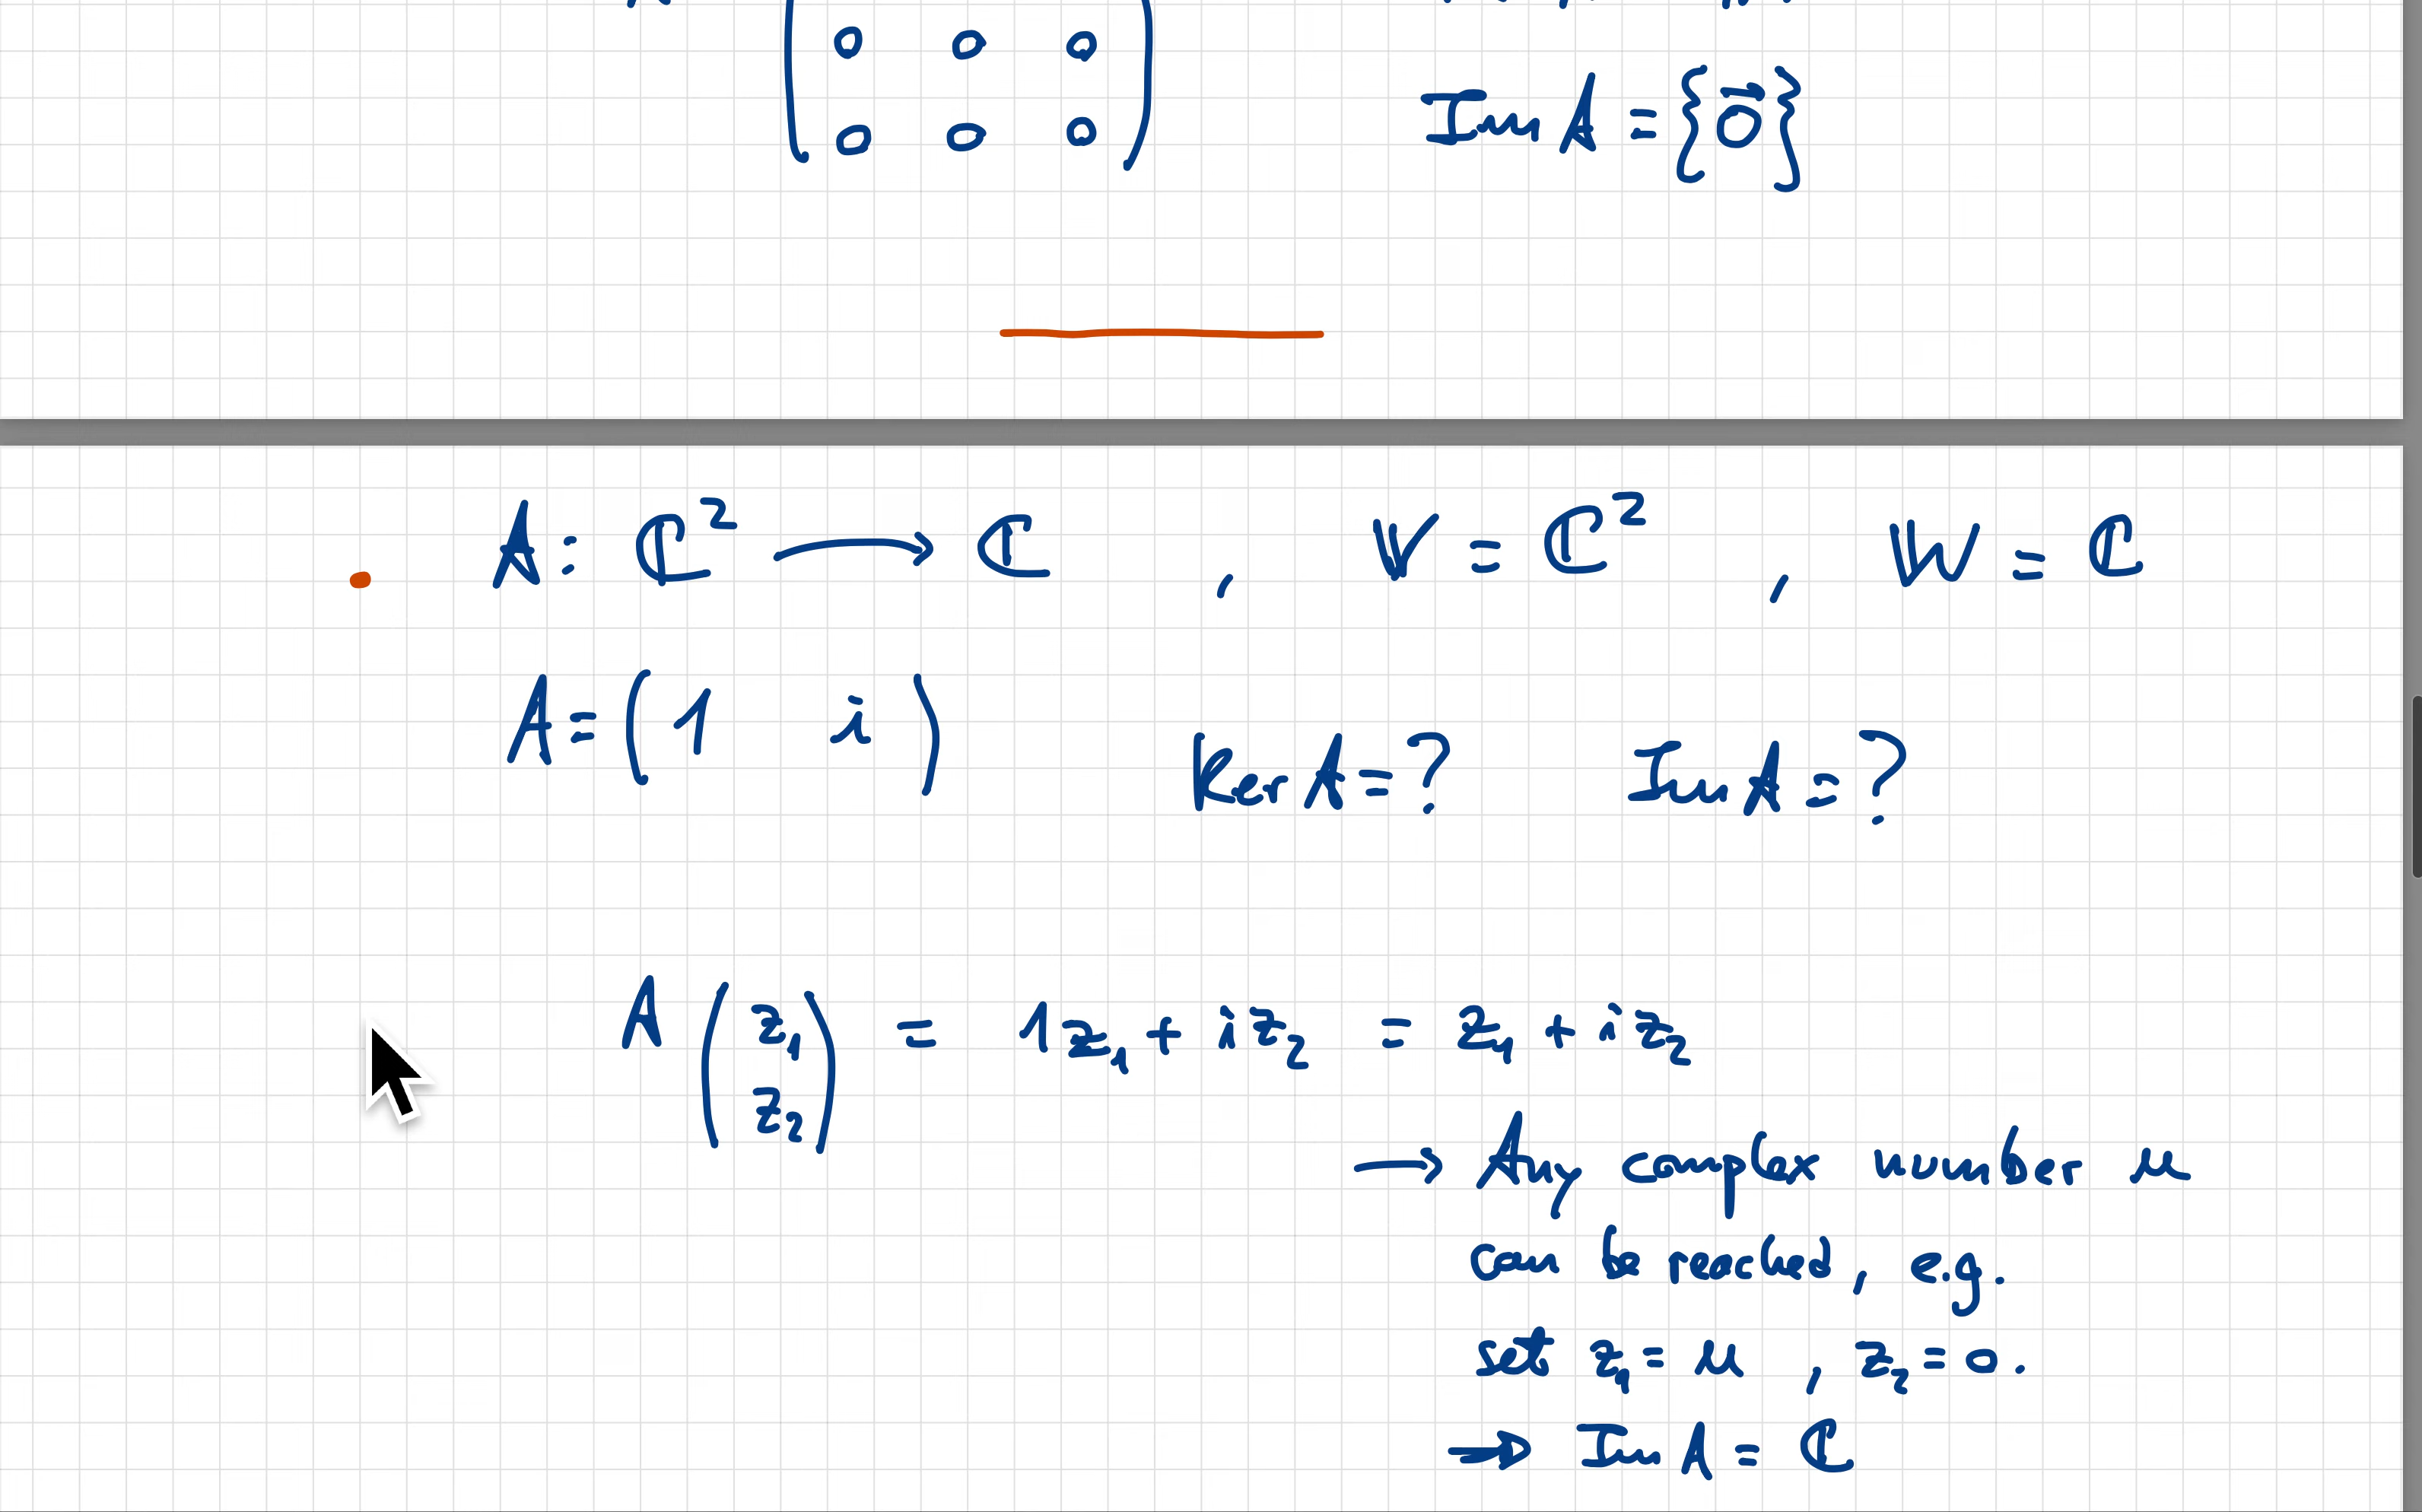 0 0 0
Im A = {0⃗}
0 0 0
. A: ℂ² ⟶ ℂ , V = ℂ² , W = ℂ
A = (1 i)
Ker A = ? Im A = ?
A (z₁ z₂) = 1z₁ + iz₂ = z₁ + iz₂
→ Any complex number u
can be reached, e.g.
set z₁ = u , z₂ = 0.
⇒ Im A = ℂ